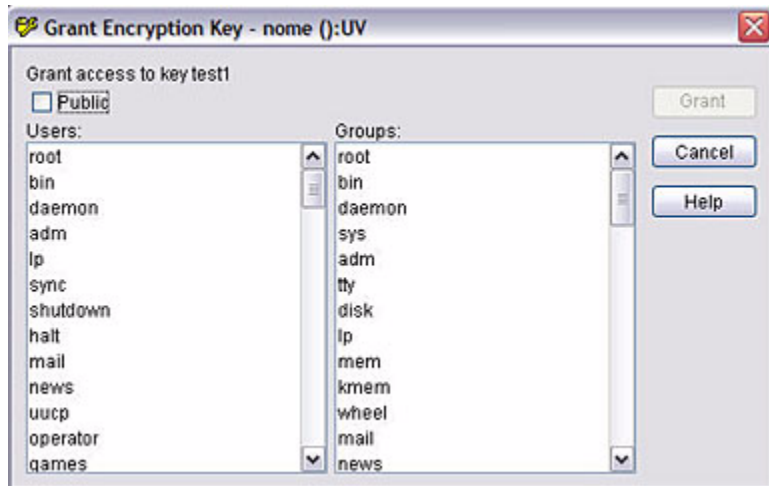 Grant Encryption Key - nome ():UV
Grant access to key test1
Public
Users:
root
bin
daemon
adm
lp
sync
shutdown
halt
mail
news
uucp
operator
games
Groups:
root
bin
daemon
sys
adm
tty
disk
lp
mem
kmem
wheel
mail
news
Grant
Cancel
Help